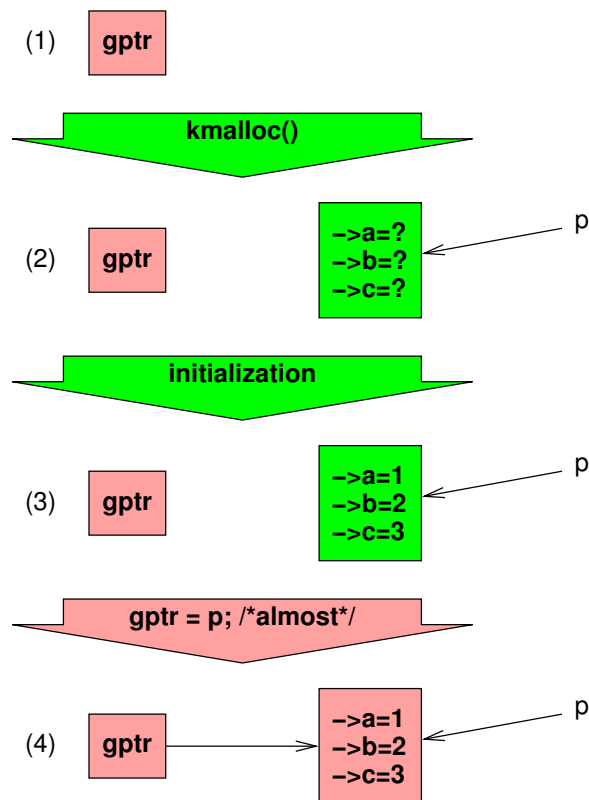 (1) gptr
kmalloc()
p
−>a=?
(2) gptr −>b=?
−>c=?
initialization
p
−>a=1
(3) gptr −>b=2
−>c=3
gptr = p; /*almost*/
p
−>a=1
(4) gptr −>b=2
−>c=3